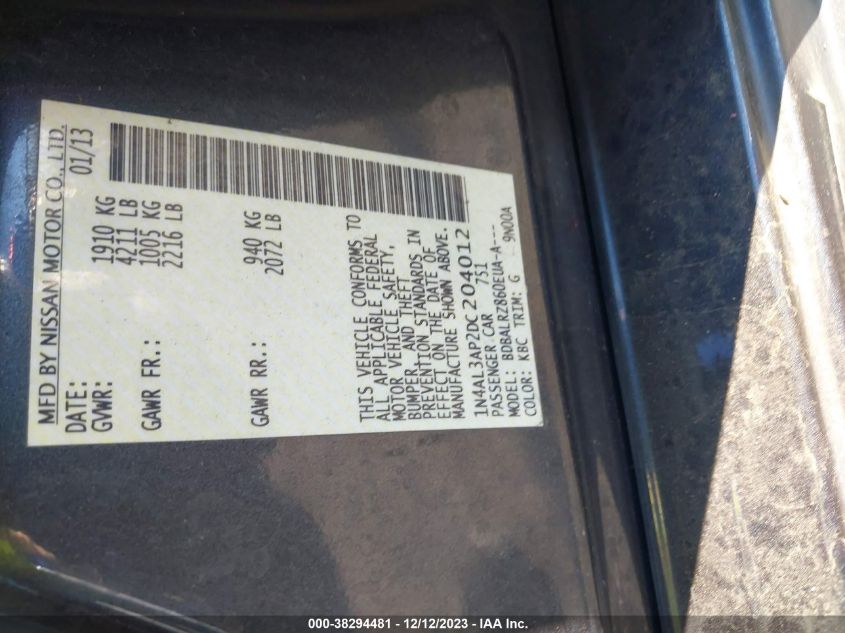 MFD BY NISSAN MOTOR CO., LTD.
DATE: 01/13
GVWR: 1910 KG
4211 LB
GAWR FR.: 1005 KG
2216 LB
GAWR RR.: 940 KG
2072 LB
THIS VEHICLE CONFORMS TO
ALL APPLICABLE FEDERAL
MOTOR VEHICLE SAFETY,
BUMPER, AND THEFT
PREVENTION STANDARDS IN
EFFECT ON THE DATE OF
MANUFACTURE SHOWN ABOVE.
1N4AL3AP2DC204012
PASSENGER CAR 751
MODEL: BDBALRZ860EUA-A---
COLOR: KBC TRIM: G 9N00A
000-38294481 - 12/12/2023 - IAA Inc.